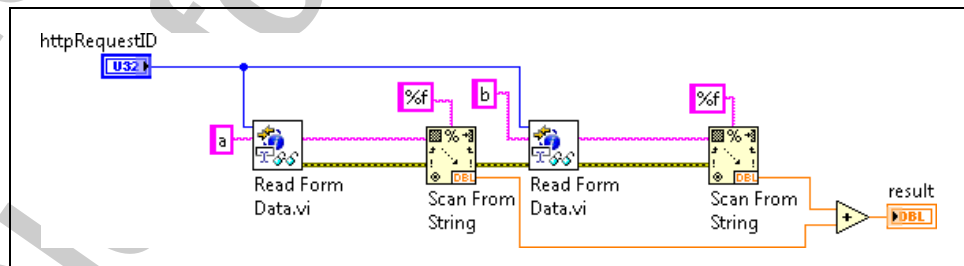 httpRequestID
U32
%f
b
%f
a
% 
DBL
%
DBL
Read Form
Data.vi
Scan From
String
Read Form
Data.vi
Scan From
String
+
result
DBL